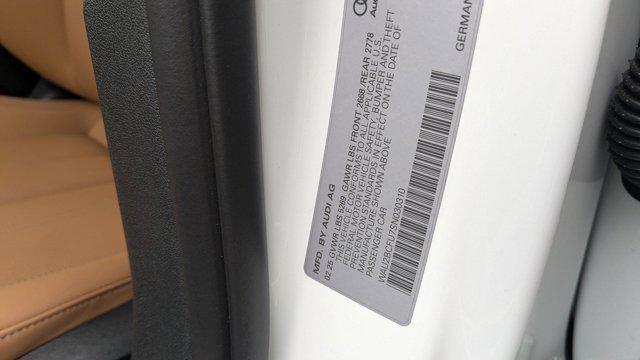 Au
GERMAN
MFD. BY AUDI AG
02.25 GVWR LBS 5269 GAWR LBS FRONT 2668 /REAR 2778
THIS VEHICLE CONFORMS TO ALL APPLICABLE U.S.
FEDERAL MOTOR VEHICLE SAFETY, BUMPER AND THEFT
PREVENTION STANDARDS IN EFFECT ON THE DATE OF
MANUFACTURE SHOWN ABOVE
PASSENGER CAR
WAU2BCFU7SN030310